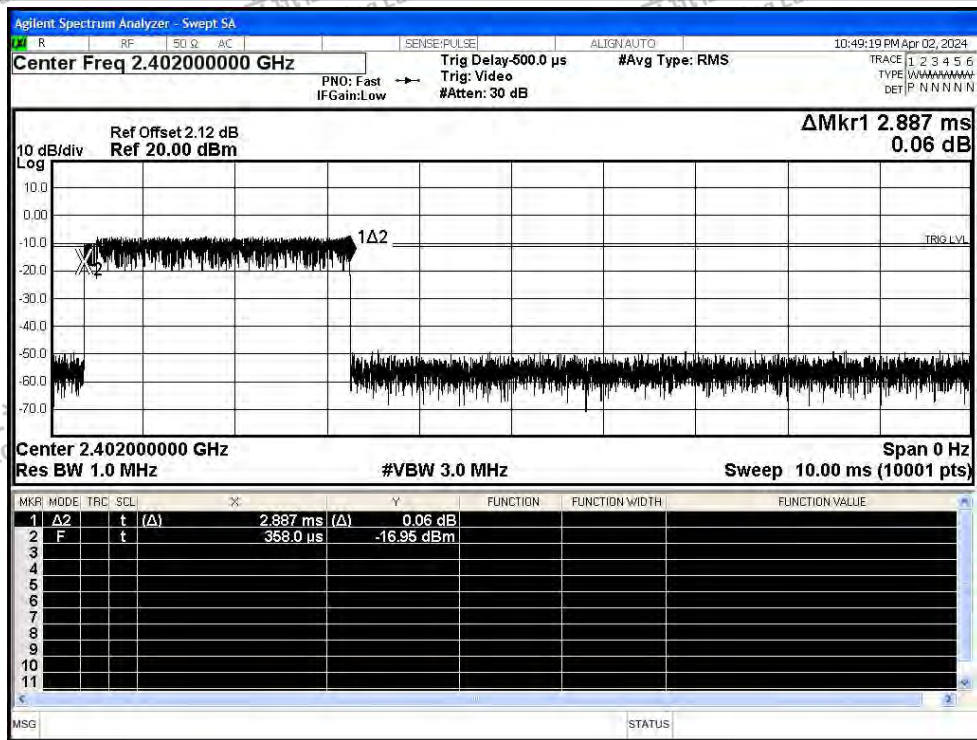 Agilent Spectrum Analyzer - Swept SA
R RF 50 Ω AC SENSE:PULSE ALIGN AUTO 10:49:19 PM Apr 02, 2024
Center Freq 2.402000000 GHz
PNO: Fast
IFGain:Low
Trig Delay-500.0 µs
Trig: Video
#Atten: 30 dB
#Avg Type: RMS
TRACE 1 2 3 4 5 6
TYPE
DET P N N N N N
ΔMkr1 2.887 ms
0.06 dB
Ref Offset 2.12 dB
10 dB/div Ref 20.00 dBm
Log
10.0
0.00
-10.0
-20.0
-30.0
-40.0
-50.0
-60.0
-70.0
1Δ2
2
TRIG LVL
Center 2.402000000 GHz Span 0 Hz
Res BW 1.0 MHz #VBW 3.0 MHz Sweep 10.00 ms (10001 pts)
MKR MODE TRC SCL X Y FUNCTION FUNCTION WIDTH FUNCTION VALUE
1 Δ2 t (Δ) 2.887 ms (Δ) 0.06 dB
2 F t 358.0 µs -16.95 dBm
3
4
5
6
7
8
9
10
11
MSG STATUS